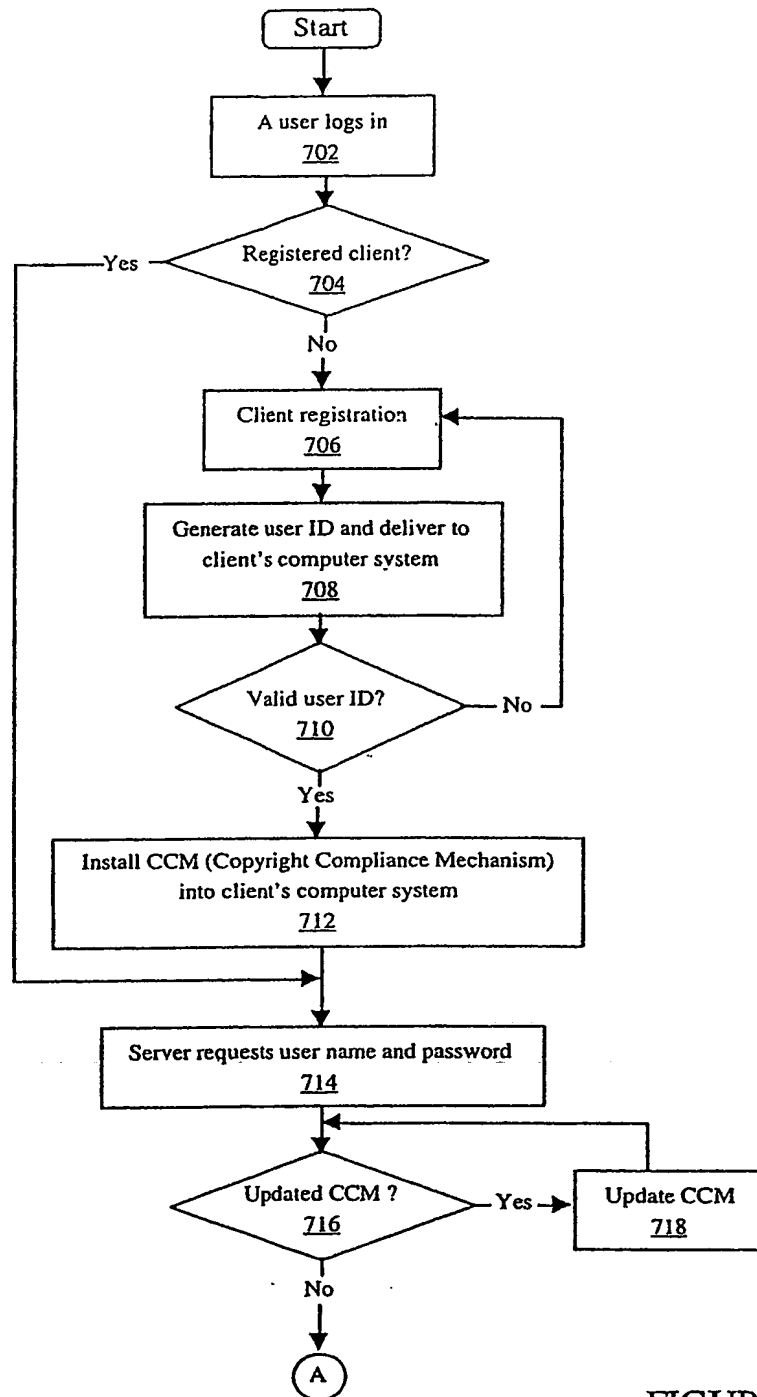 Start
A user logs in
702
Registered client?
704
Yes
No
Client registration
706
Generate user ID and deliver to
client's computer system
708
Valid user ID?
710
No
Yes
Install CCM (Copyright Compliance Mechanism)
into client's computer system
712
Server requests user name and password
714
Updated CCM ?
716
Yes
Update CCM
718
No
A